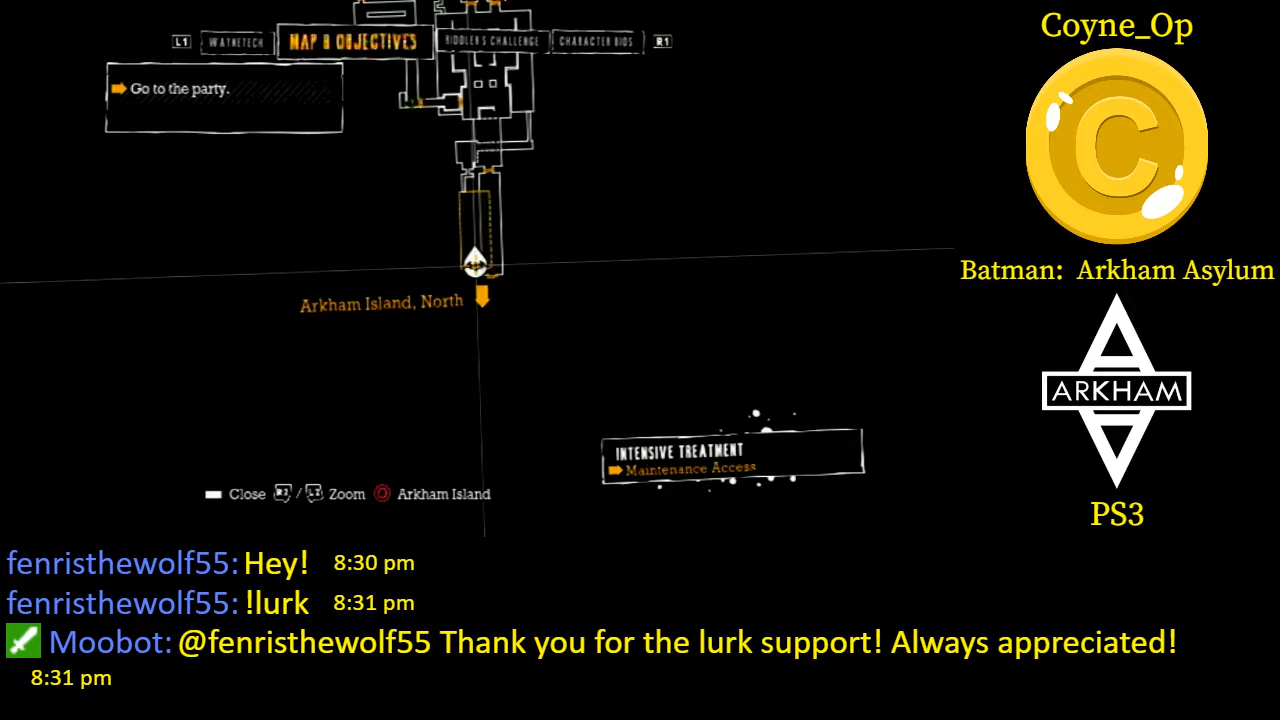 Coyne_Op
C
L1 WAYNETECH MAP & OBJECTIVES RIDDLER'S CHALLENGE CHARACTER BIOS R1
Go to the party.
Arkham Island, North
Batman: Arkham Asylum
ARKHAM
PS3
INTENSIVE TREATMENT
Maintenance Access
Close R2 / L2 Zoom Arkham Island
fenristhewolf55: Hey! 8:30 pm
fenristhewolf55: !lurk 8:31 pm
Moobot: @fenristhewolf55 Thank you for the lurk support! Always appreciated!
8:31 pm